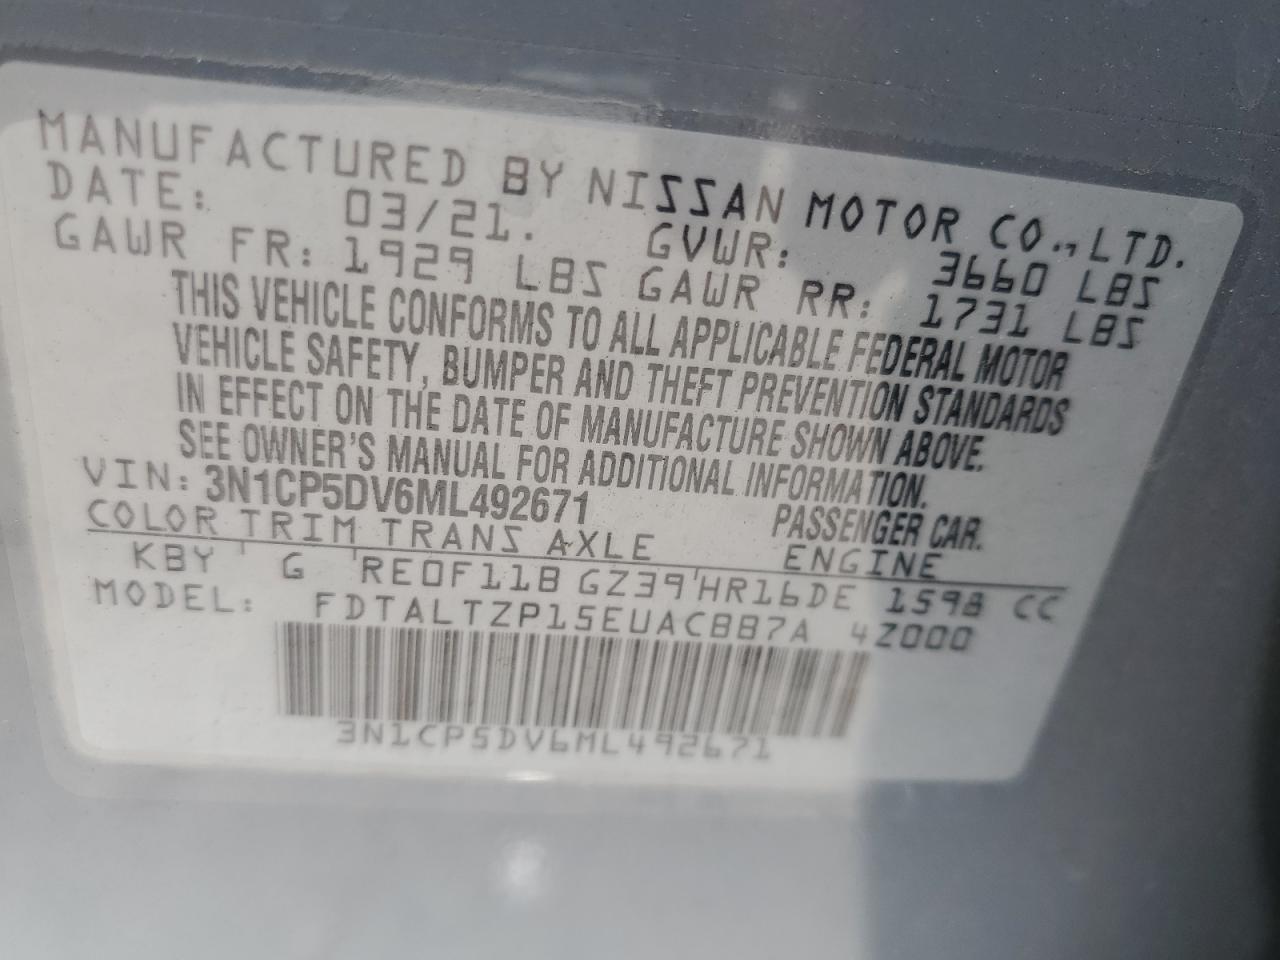 MANUFACTURED BY NISSAN MOTOR CO., LTD.
DATE: 03/21. GVWR: 3660 LBS
GAWR FR: 1929 LBS GAWR RR: 1731 LBS
THIS VEHICLE CONFORMS TO ALL APPLICABLE FEDERAL MOTOR
VEHICLE SAFETY, BUMPER AND THEFT PREVENTION STANDARDS
IN EFFECT ON THE DATE OF MANUFACTURE SHOWN ABOVE.
SEE OWNER'S MANUAL FOR ADDITIONAL INFORMATION.
VIN: 3N1CP5DV6ML492671 PASSENGER CAR.
COLOR TRIM TRANS AXLE ENGINE
KBY G RE0F11B GZ39 HR16DE 1598 CC
MODEL: FDTALTZP15EUACBB7A 4Z000
3N1CP5DV6ML492671